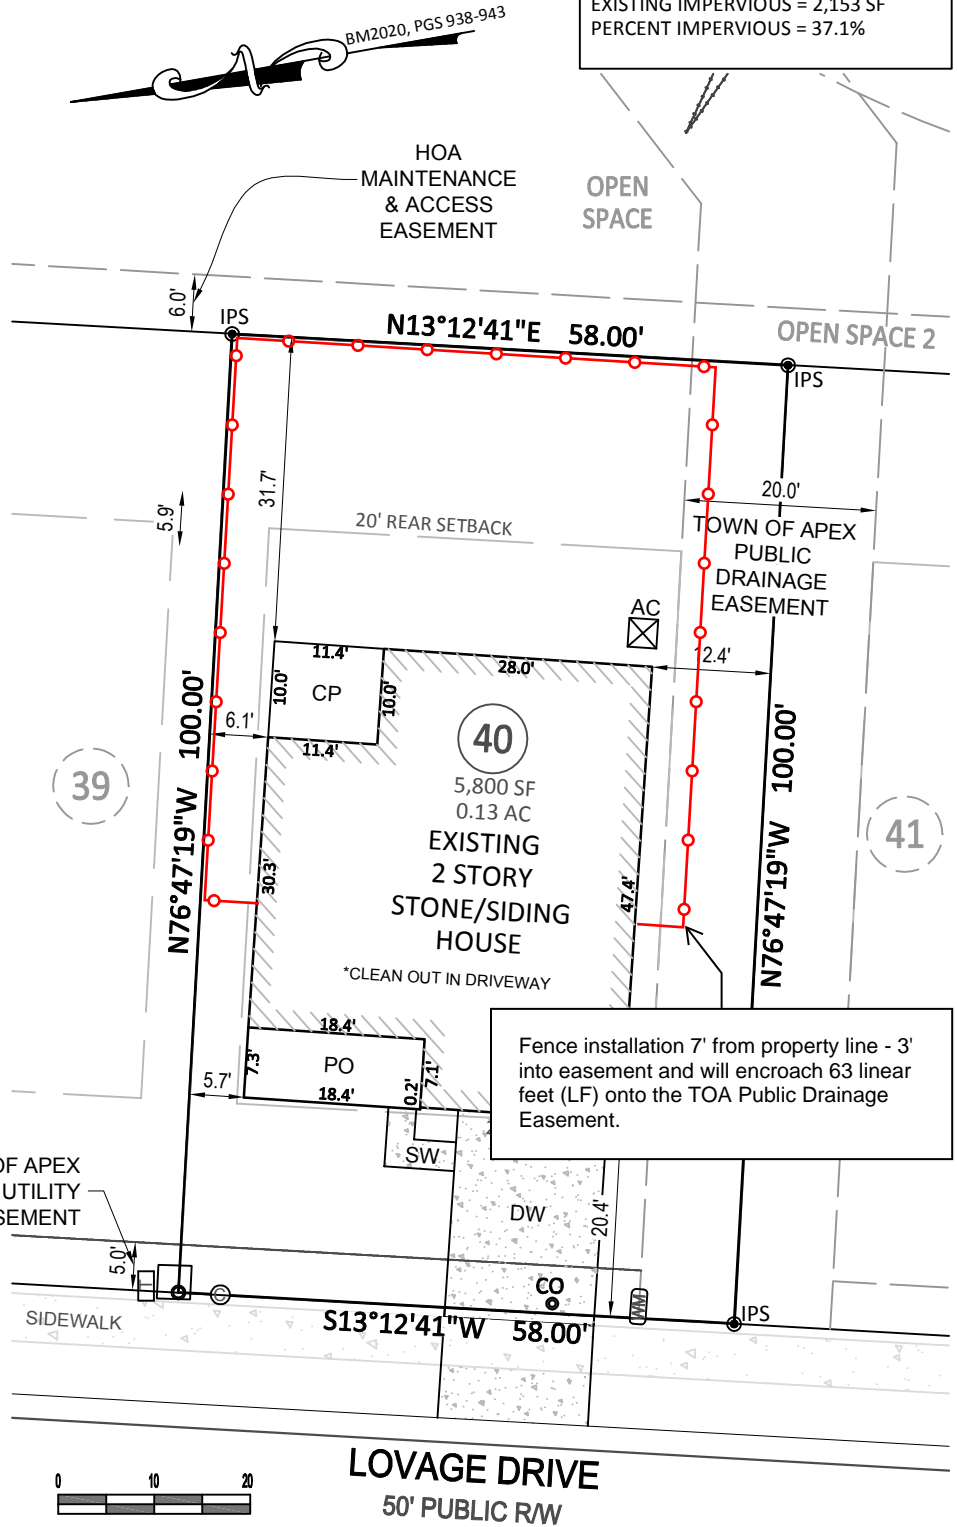 EXISTING IMPERVIOUS = 2,153 SF
PERCENT IMPERVIOUS = 37.1%
BM2020, PGS 938-943
HOA
MAINTENANCE
& ACCESS
EASEMENT
OPEN
SPACE
6.0'
IPS
N13°12'41"E 58.00'
OPEN SPACE 2
IPS
31.7'
5.9'
20' REAR SETBACK
20.0'
TOWN OF APEX
PUBLIC
DRAINAGE
EASEMENT
AC
12.4'
11.4'
28.0'
10.0'
CP
10.0'
6.1'
11.4'
40
5,800 SF
0.13 AC
EXISTING
2 STORY
STONE/SIDING
HOUSE
*CLEAN OUT IN DRIVEWAY
39
41
N76°47'19"W 100.00'
N76°47'19"W 100.00'
30.3'
47.4'
Fence installation 7' from property line - 3'
into easement and will encroach 63 linear
feet (LF) onto the TOA Public Drainage
Easement.
18.4'
7.3'
PO
7.1'
5.7'
18.4'
0.2'
SW
OF APEX
UTILITY
SEMENT
DW
20.4'
5.0'
T
C
CO
WM
SIDEWALK
S13°12'41"W 58.00'
IPS
LOVAGE DRIVE
50' PUBLIC R/W
0 10 20